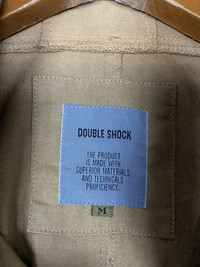 DOUBLE SHOCK
THE PRODUCT
IS MADE WITH
SUPERIOR MATERIALS
AND TECHNICALS
PROFICIENCY.
M